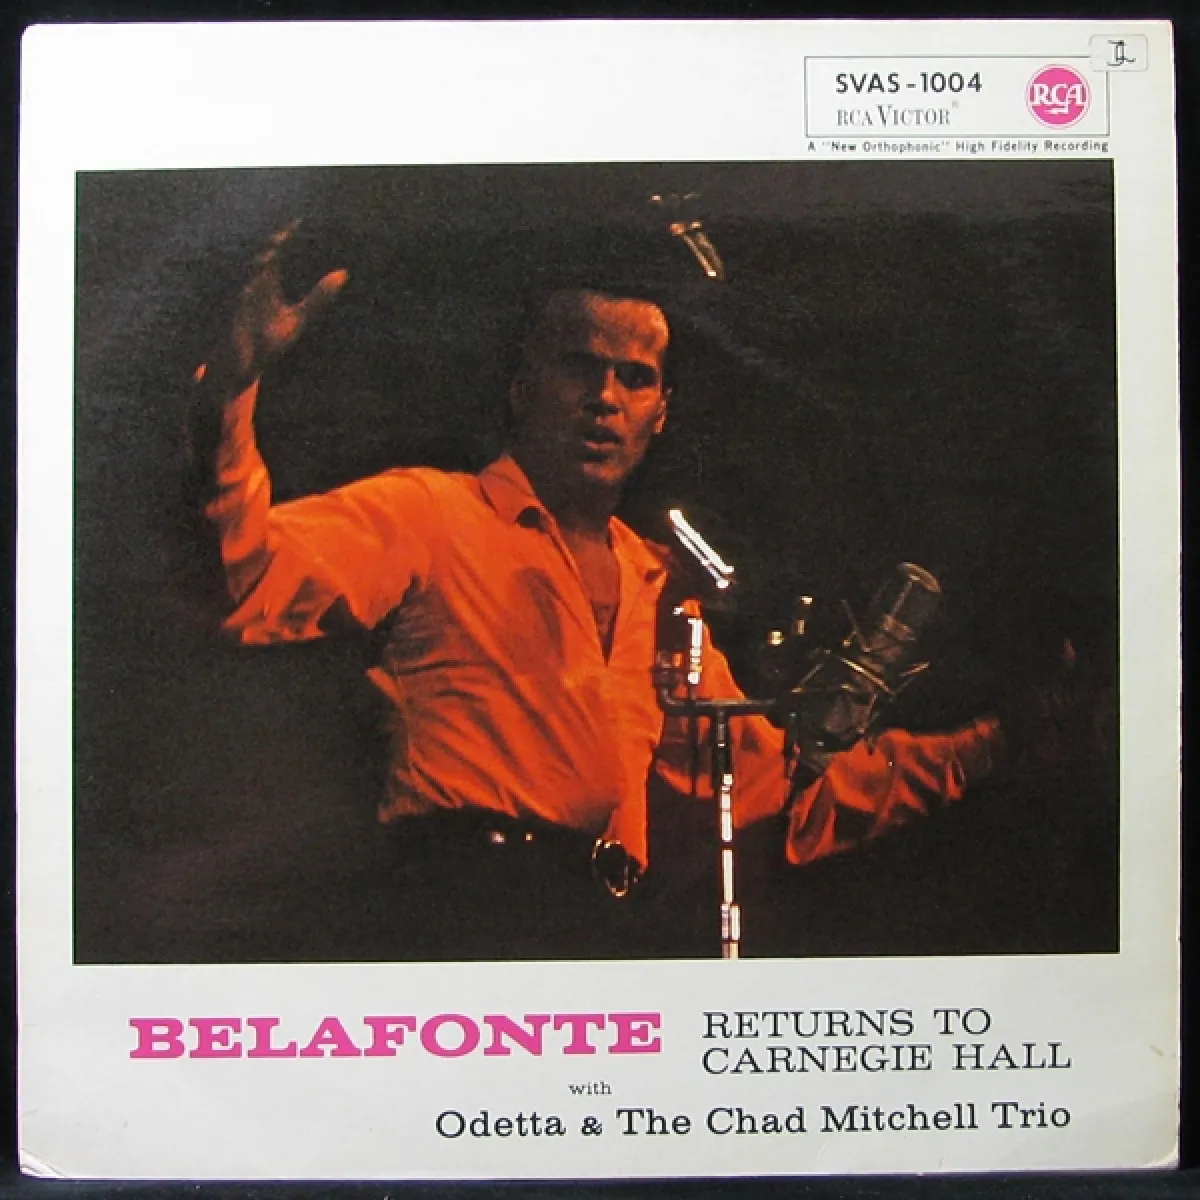 SVAS-1004
RCA VICTOR®
RCA
A "New Orthophonic" High Fidelity Recording
BELAFONTE RETURNS TO
CARNEGIE HALL
with
Odetta & The Chad Mitchell Trio